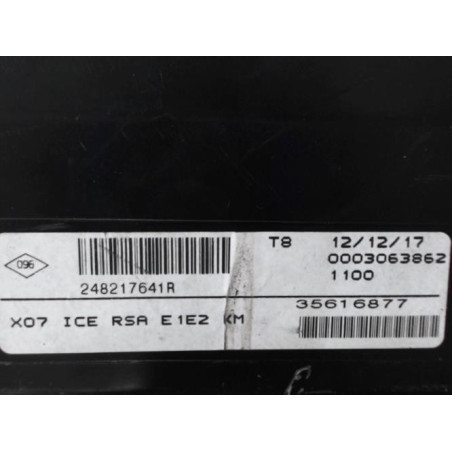 T8 12/12/17
096 0003063862
248217641R 1100
35616877
X07 ICE RSA E1E2 KM